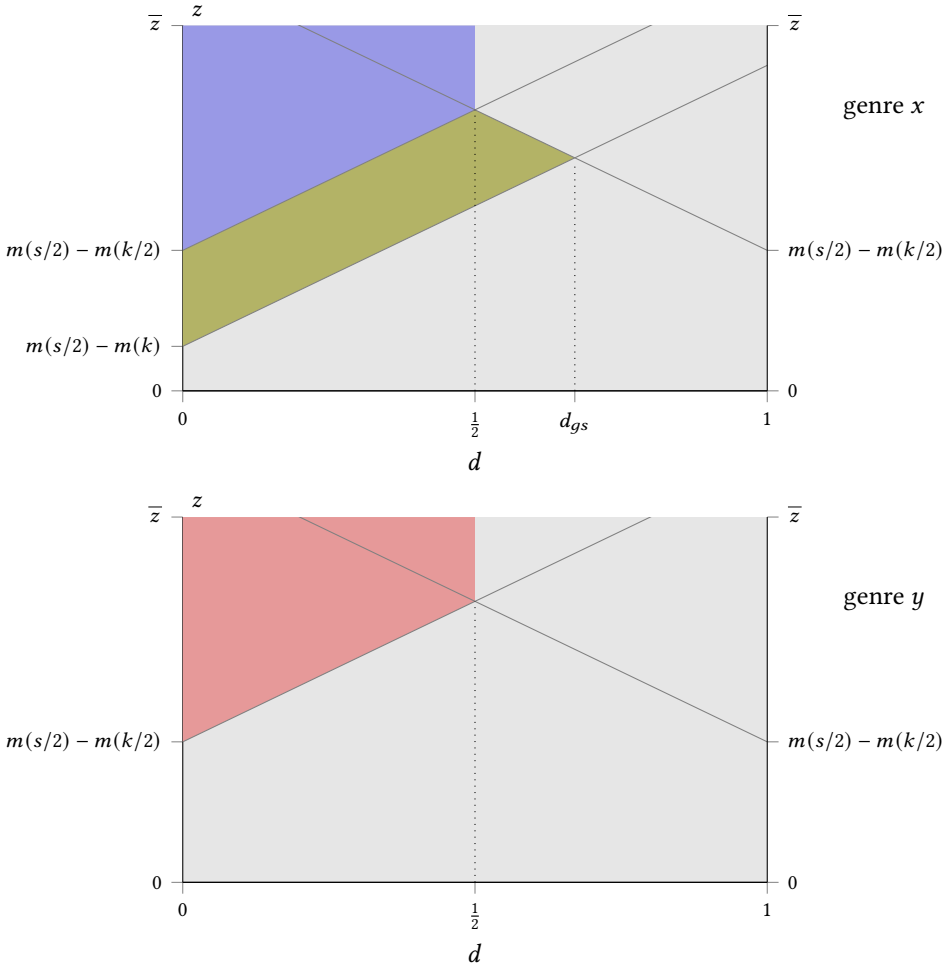 z
z̅ z̅
genre x
m(s/2) − m(k/2) m(s/2) − m(k/2)
m(s/2) − m(k)
0 0
0 1/2 d_gs 1
d
z
z̅ z̅
genre y
m(s/2) − m(k/2) m(s/2) − m(k/2)
0 0
0 1/2 1
d